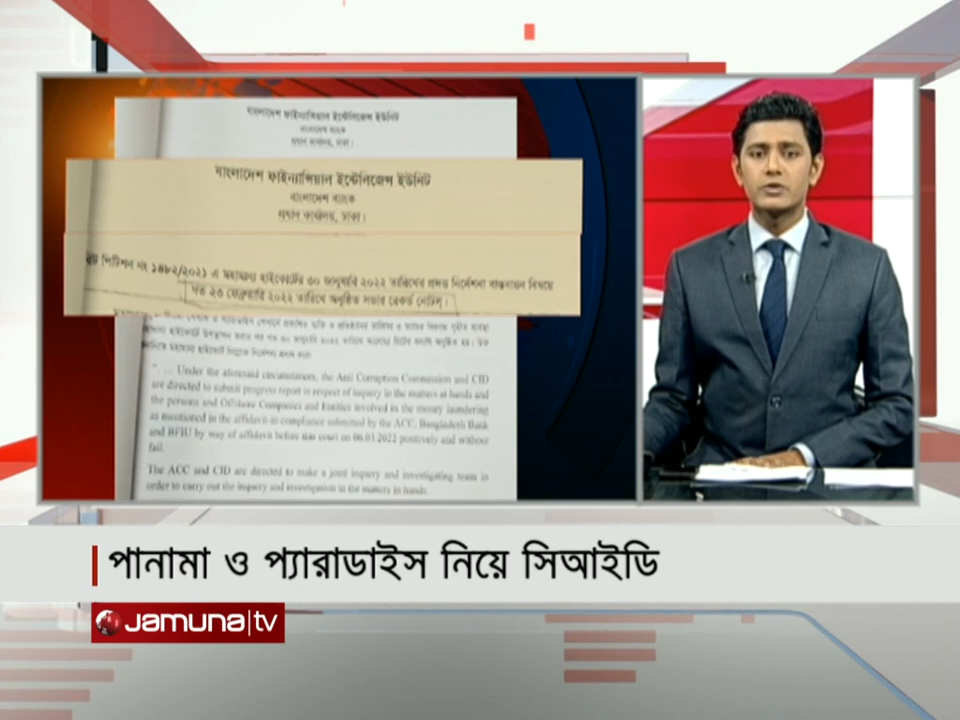 বাংলাদেশ ফাইন্যান্সিয়াল ইন্টেলিজেন্স ইউনিট
বাংলাদেশ ব্যাংক
প্রধান কার্যালয়, ঢাকা।
বাংলাদেশ ফাইন্যান্সিয়াল ইন্টেলিজেন্স ইউনিট
বাংলাদেশ ব্যাংক
প্রধান কার্যালয়, ঢাকা।
রিট পিটিশন নং ১৪৮২/২০২১ এ মহামান্য হাইকোর্টের ৩০ জানুয়ারি ২০২২ তারিখের প্রদত্ত নির্দেশনা বাস্তবায়ন বিষয়ে
গত ২৩ ফেব্রুয়ারি ২০২২ তারিখে অনুষ্ঠিত সভার রেকর্ড নোটিস।
“ ... Under the aforesaid circumstances, the Anti Corruption Commission and CID
are directed to submit progress report in respect of inquiry in the matters at hands and
the persons and Offshore Companies and Entities involved in the money laundering
as mentioned in the affidavit-in-compliance submitted by the ACC, Bangladesh Bank
and BFIU by way of affidavit before this court on 06.03.2022 positively and without
fail.
The ACC and CID are directed to make a joint inquiry and investigating team in
order to carry out the inquiry and investigation in the matters in hands.
পানামা ও প্যারাডাইস নিয়ে সিআইডি
Jamuna tv